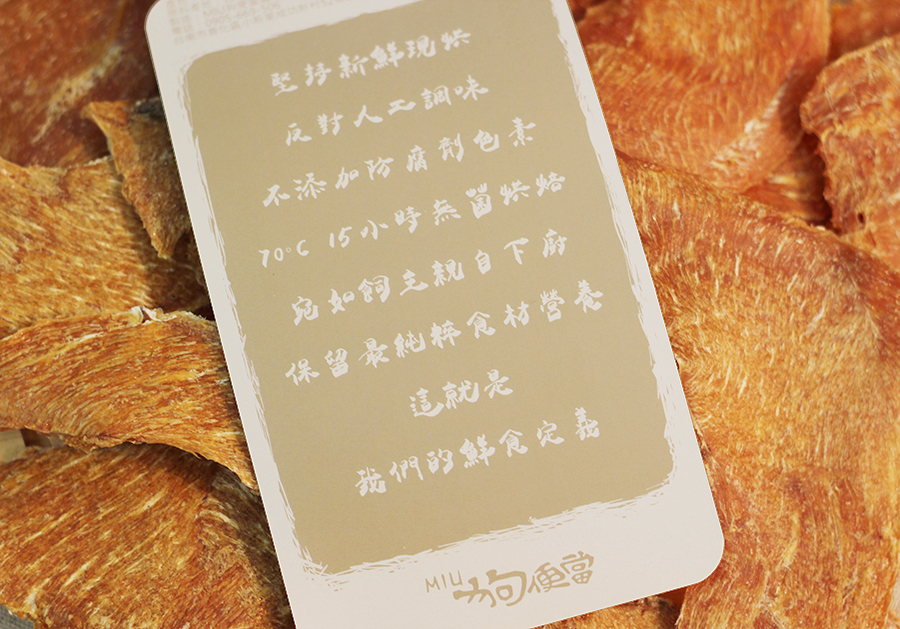 堅持新鮮現烘
反對人工調味
不添加防腐劑色素
70°C 15小時無菌烘焙
宛如飼主親自下廚
保留最純粹食材營養
這就是
我們的鮮食定義
MIU 狗便當